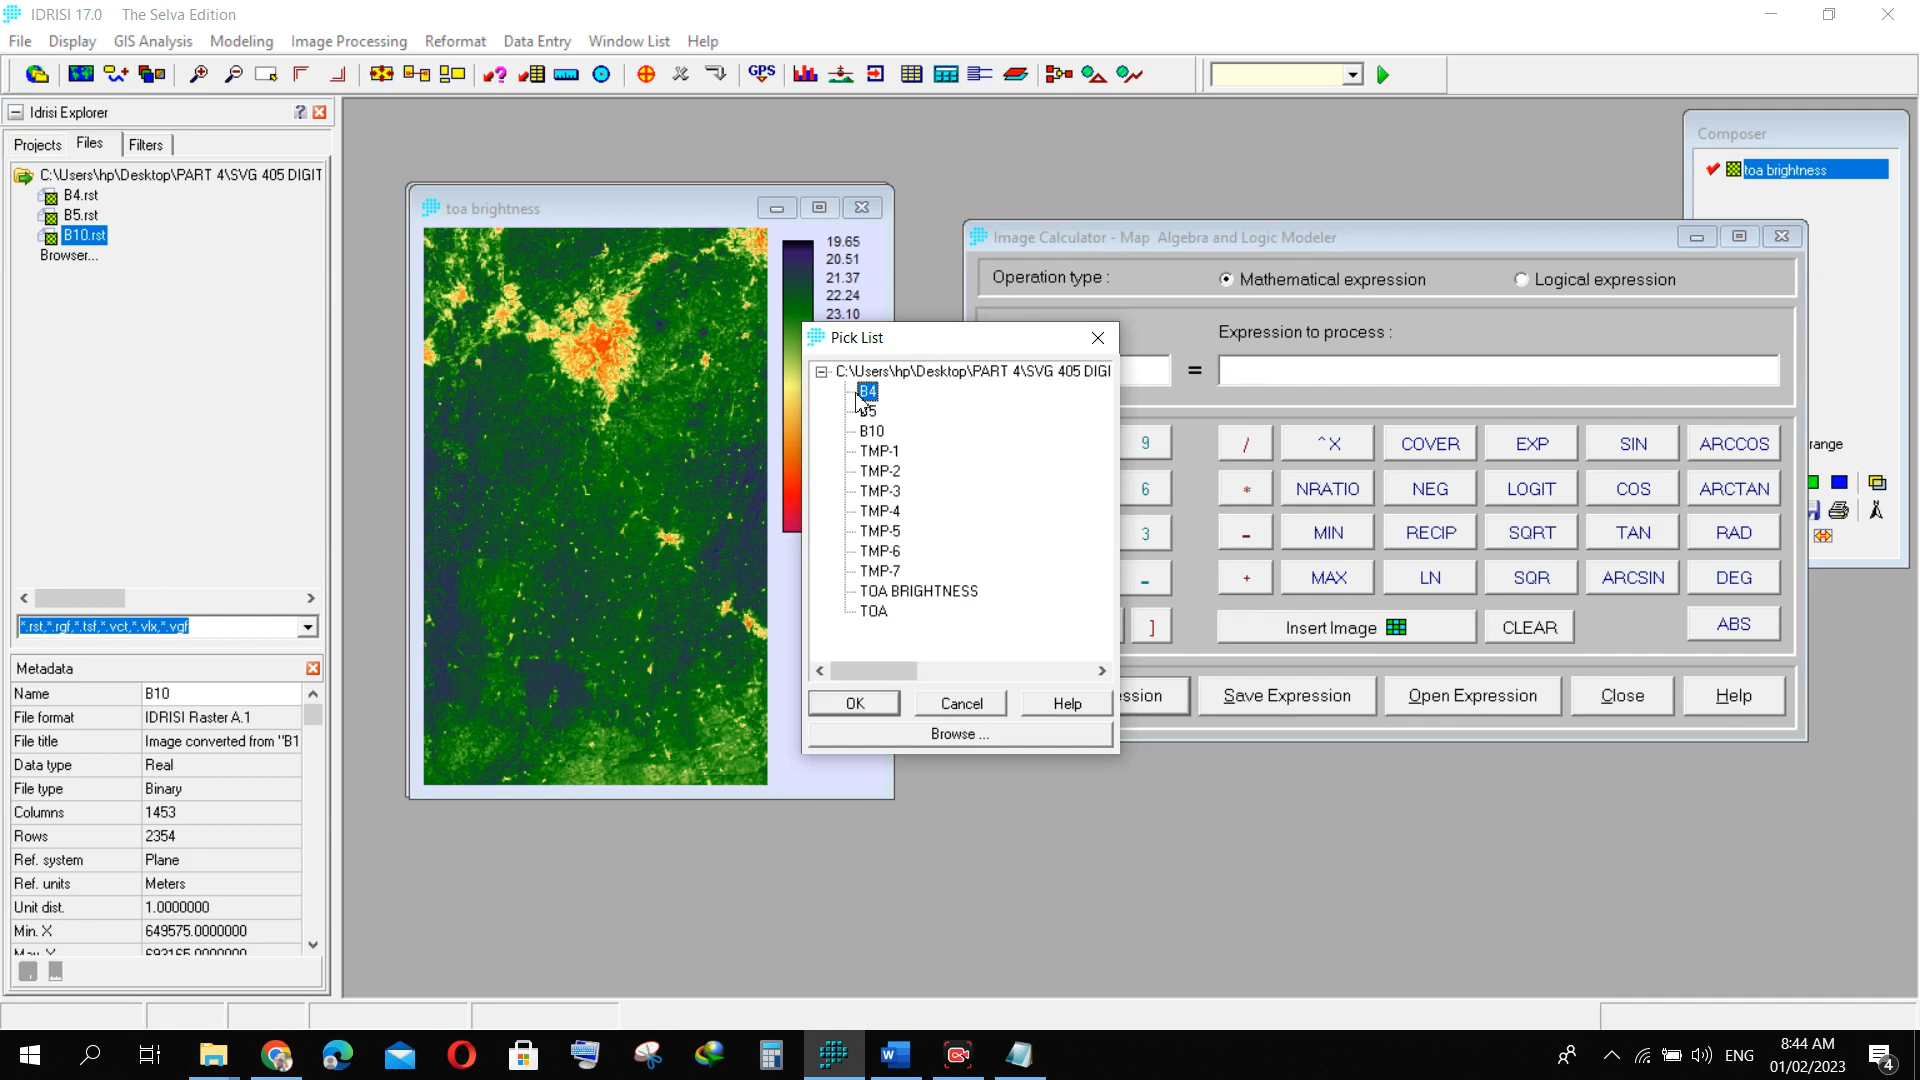 IDRISI 17.0 The Selva Edition
File Display GIS Analysis Modeling Image Processing Reformat Data Entry Window List Help
GPS
Idrisi Explorer
Projects Files Filters
C:\Users\hp\Desktop\PART 4\SVG 405 DIGIT
B4.rst
B5.rst
B10.rst
Browser...
*.rst,*.rgf,*.tsf,*.vct,*.vlx,*.vgf
Metadata
Name B10
File format IDRISI Raster A.1
File title Image converted from "B1
Data type Real
File type Binary
Columns 1453
Rows 2354
Ref. system Plane
Ref. units Meters
Unit dist. 1.0000000
Min. X 649575.0000000
toa brightness
19.65
20.51
21.37
22.24
23.10
Pick List
C:\Users\hp\Desktop\PART 4\SVG 405 DIGI
B4
B5
B10
TMP-1
TMP-2
TMP-3
TMP-4
TMP-5
TMP-6
TMP-7
TOA BRIGHTNESS
TOA
OK Cancel Help
Browse ...
Composer
toa brightness
Image Calculator - Map Algebra and Logic Modeler
Operation type : Mathematical expression Logical expression
Expression to process :
=
9 / ^X COVER EXP SIN ARCCOS
6 * NRATIO NEG LOGIT COS ARCTAN
3 - MIN RECIP SQRT TAN RAD
- + MAX LN SQR ARCSIN DEG
] Insert Image CLEAR ABS
ssion Save Expression Open Expression Close Help
range
ENG
8:44 AM
01/02/2023
4